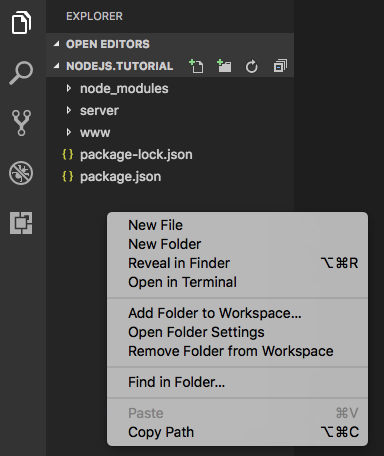 EXPLORER
OPEN EDITORS
NODEJS.TUTORIAL
node_modules
server
www
{ } package-lock.json
{ } package.json
New File
New Folder
Reveal in Finder ⌥⌘R
Open in Terminal
Add Folder to Workspace...
Open Folder Settings
Remove Folder from Workspace
Find in Folder...
Paste ⌘V
Copy Path ⌥⌘C